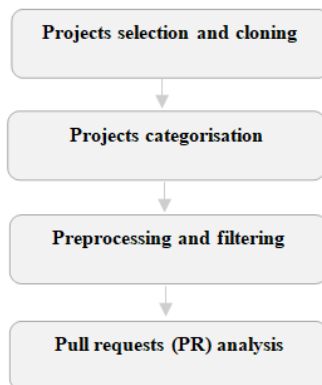 Projects selection and cloning
Projects categorisation
Preprocessing and filtering
Pull requests (PR) analysis